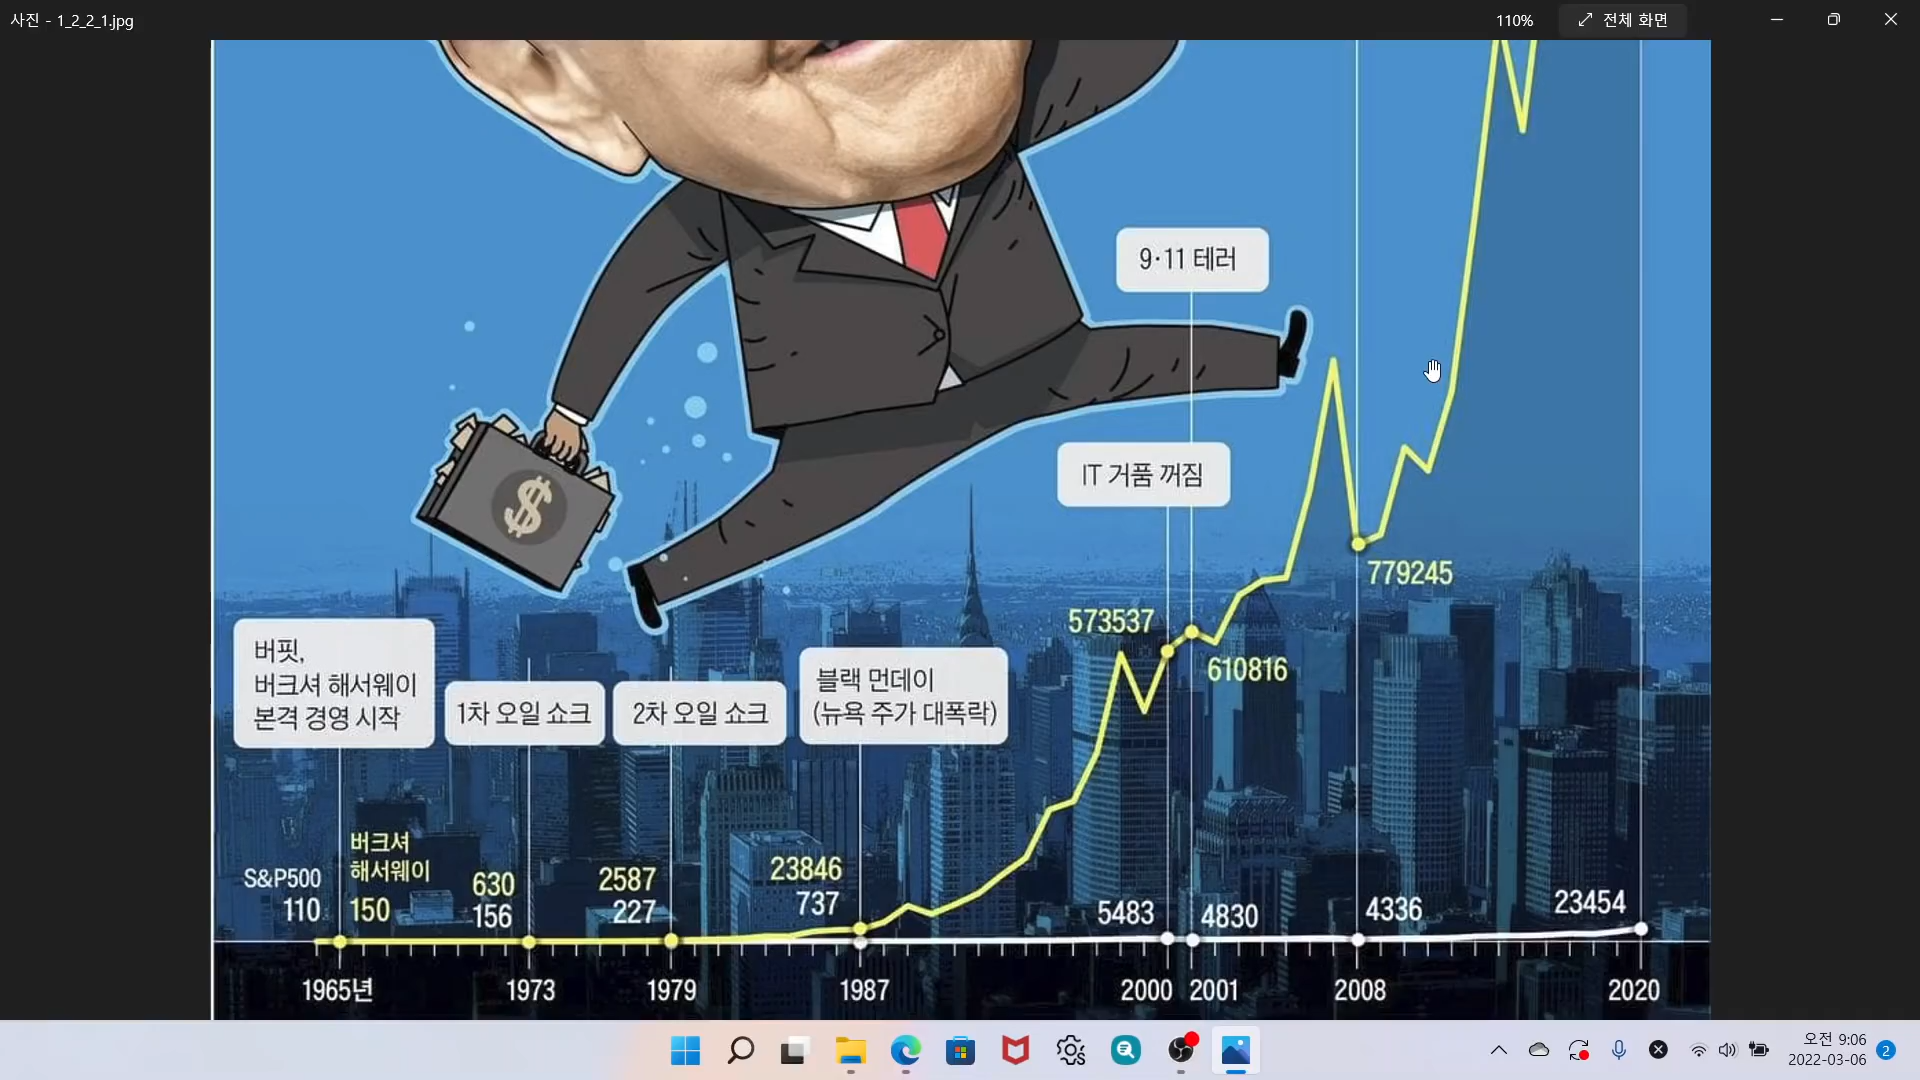 사진 - 1_2_2_1.jpg
110%
전체 화면
9·11 테러
IT 거품 꺼짐
779245
573537
610816
버핏,
버크셔 해서웨이
본격 경영 시작
1차 오일 쇼크
2차 오일 쇼크
블랙 먼데이
(뉴욕 주가 대폭락)
버크셔
해서웨이
S&P500
110
150
630
156
2587
227
23846
737
5483
4830
4336
23454
1965년
1973
1979
1987
2000
2001
2008
2020
오전 9:06
2022-03-06
2